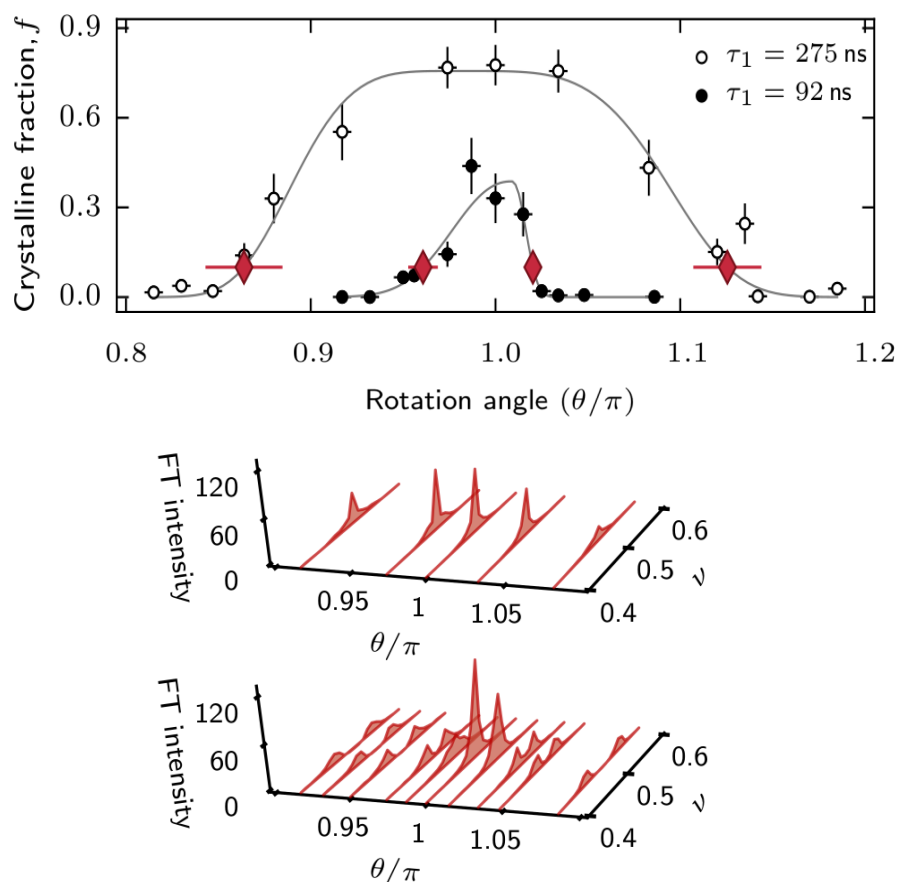 Crystalline fraction, f
0.9
0.6
0.3
0.0
τ₁ = 275 ns
τ₁ = 92 ns
0.8 0.9 1.0 1.1 1.2
Rotation angle (θ/π)
FT intensity
120
60
0
0.95 1 1.05
θ/π
0.4 0.5 0.6
ν
FT intensity
120
60
0
0.95 1 1.05
θ/π
0.4 0.5 0.6
ν